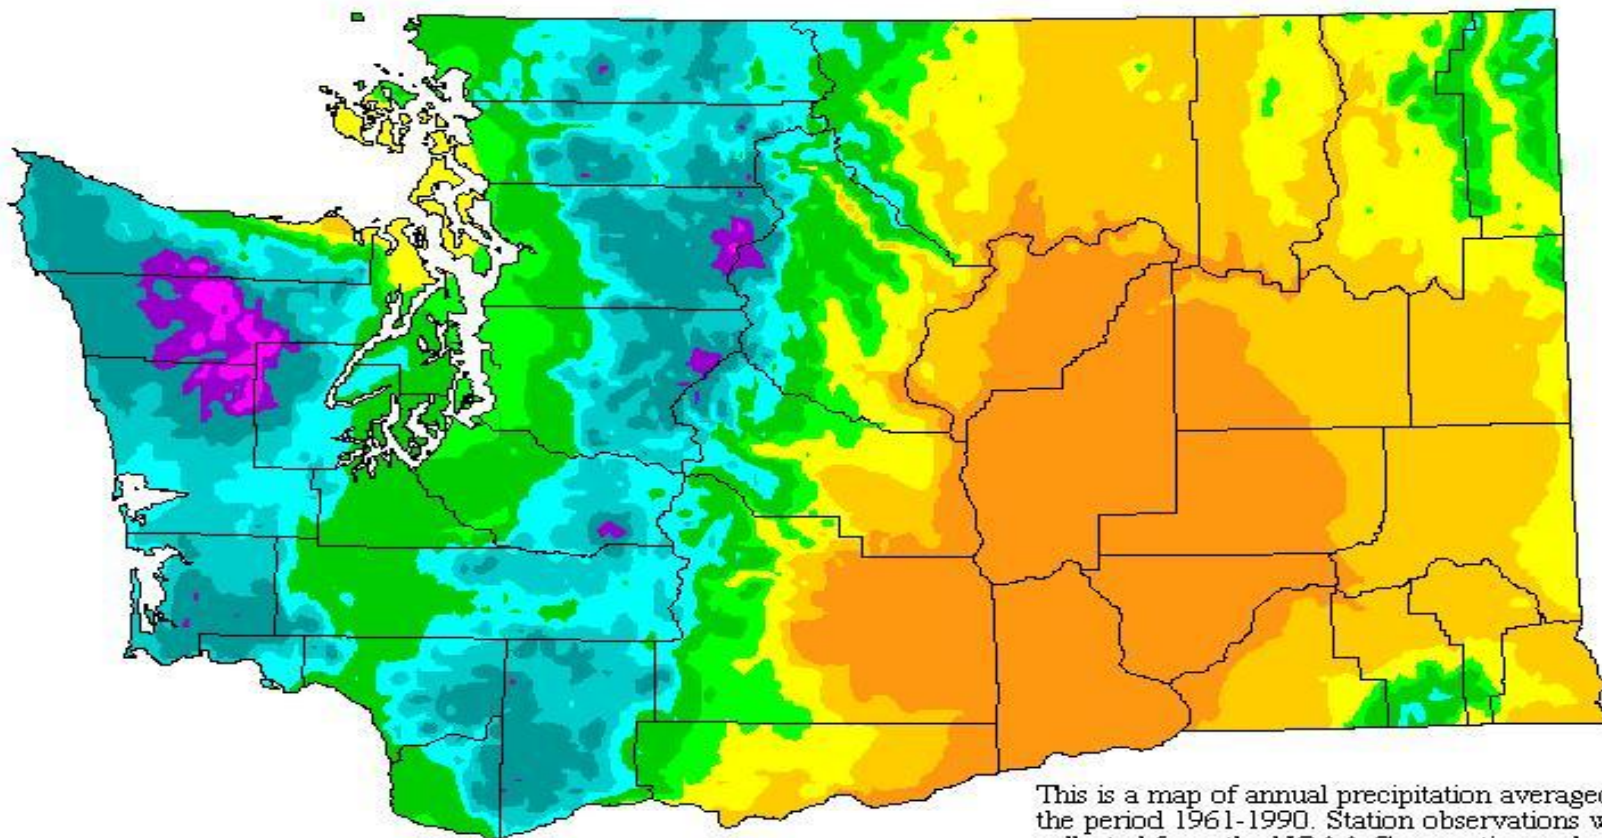 This is a map of annual precipitation averaged
the period 1961-1990. Station observations w